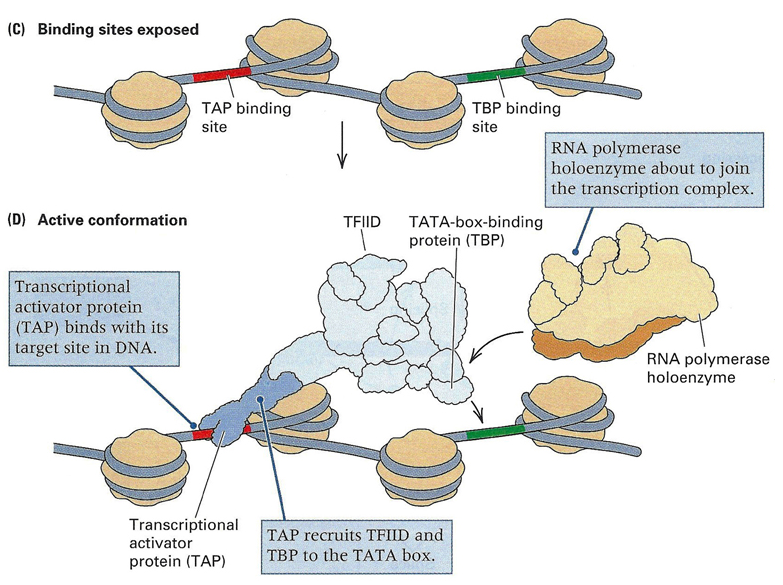 (C) Binding sites exposed
TAP binding
site
TBP binding
site
RNA polymerase
holoenzyme about to join
the transcription complex.
(D) Active conformation
TFIID
TATA-box-binding
protein (TBP)
Transcriptional
activator protein
(TAP) binds with its
target site in DNA.
RNA polymerase
holoenzyme
Transcriptional
activator
protein (TAP)
TAP recruits TFIID and
TBP to the TATA box.